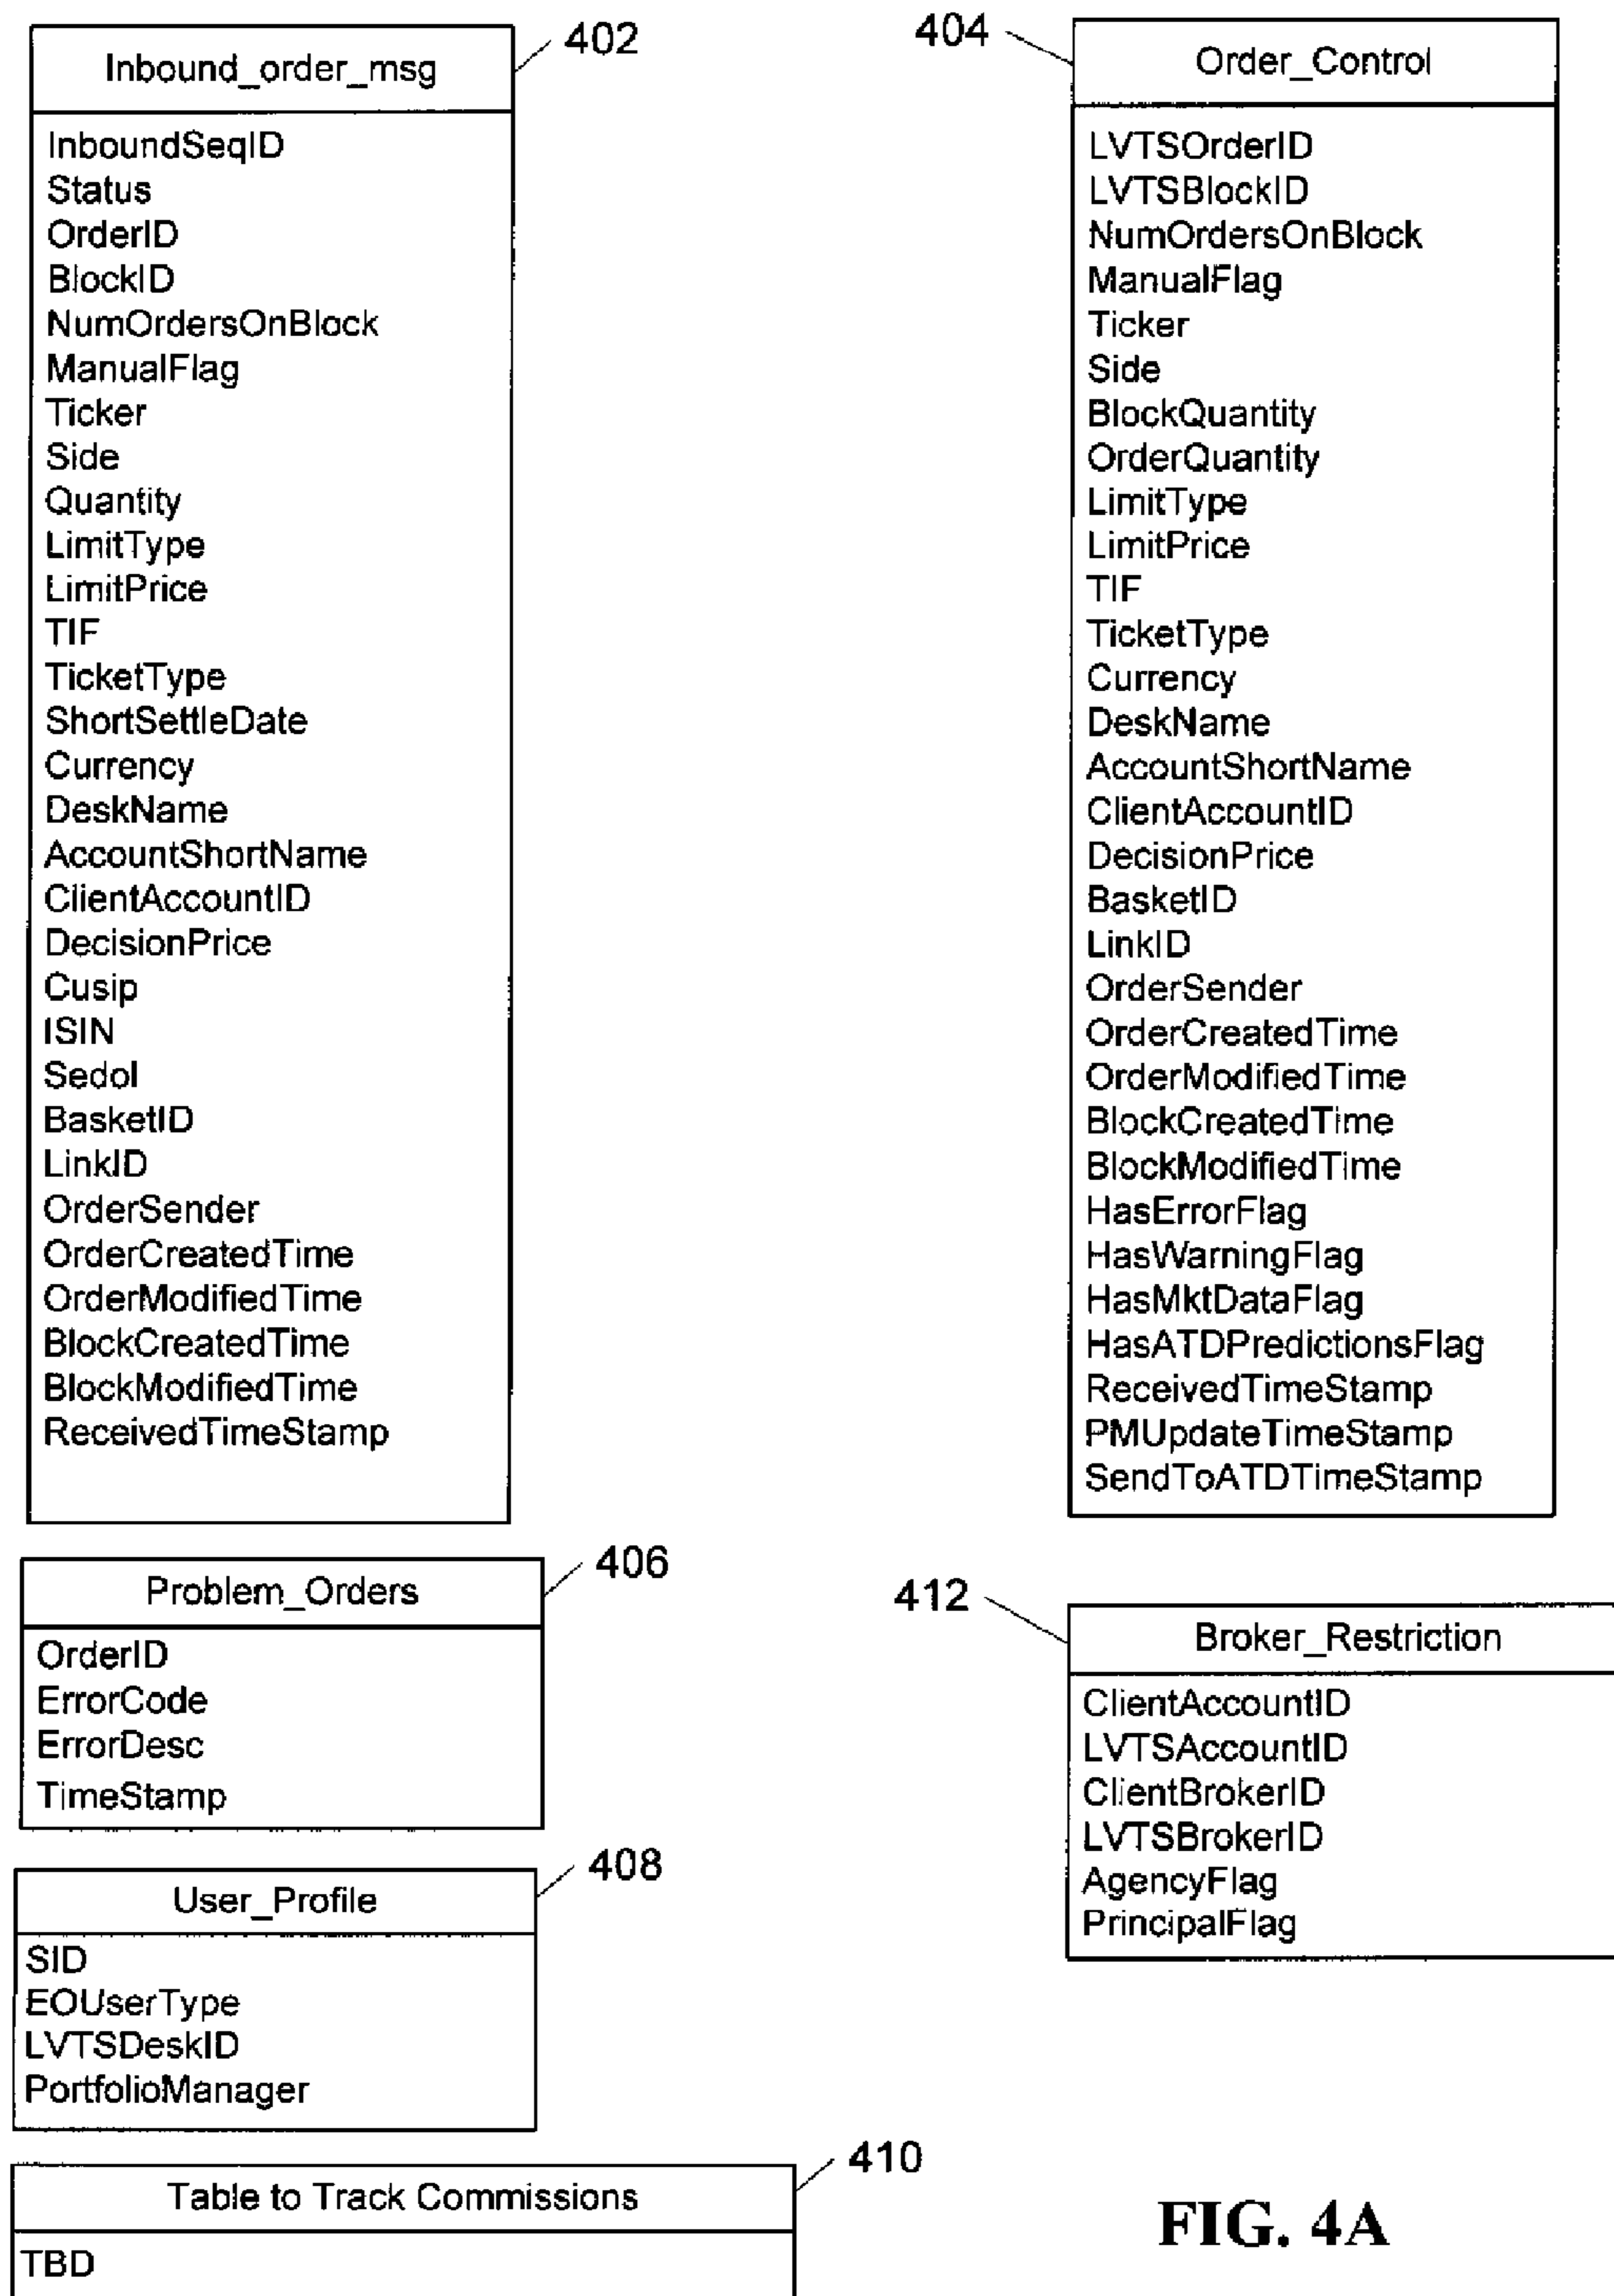 402
Inbound_order_msg
InboundSeqID
Status
OrderID
BlockID
NumOrdersOnBlock
ManualFlag
Ticker
Side
Quantity
LimitType
LimitPrice
TIF
TicketType
ShortSettleDate
Currency
DeskName
AccountShortName
ClientAccountID
DecisionPrice
Cusip
ISIN
Sedol
BasketID
LinkID
OrderSender
OrderCreatedTime
OrderModifiedTime
BlockCreatedTime
BlockModifiedTime
ReceivedTimeStamp
404
Order_Control
LVTSOrderID
LVTSBlockID
NumOrdersOnBlock
ManualFlag
Ticker
Side
BlockQuantity
OrderQuantity
LimitType
LimitPrice
TIF
TicketType
Currency
DeskName
AccountShortName
ClientAccountID
DecisionPrice
BasketID
LinkID
OrderSender
OrderCreatedTime
OrderModifiedTime
BlockCreatedTime
BlockModifiedTime
HasErrorFlag
HasWarningFlag
HasMktDataFlag
HasATDPredictionsFlag
ReceivedTimeStamp
PMUpdateTimeStamp
SendToATDTimeStamp
406
Problem_Orders
OrderID
ErrorCode
ErrorDesc
TimeStamp
412
Broker_Restriction
ClientAccountID
LVTSAccountID
ClientBrokerID
LVTSBrokerID
AgencyFlag
PrincipalFlag
408
User_Profile
SID
EOUserType
LVTSDeskID
PortfolioManager
410
Table to Track Commissions
TBD
FIG. 4A